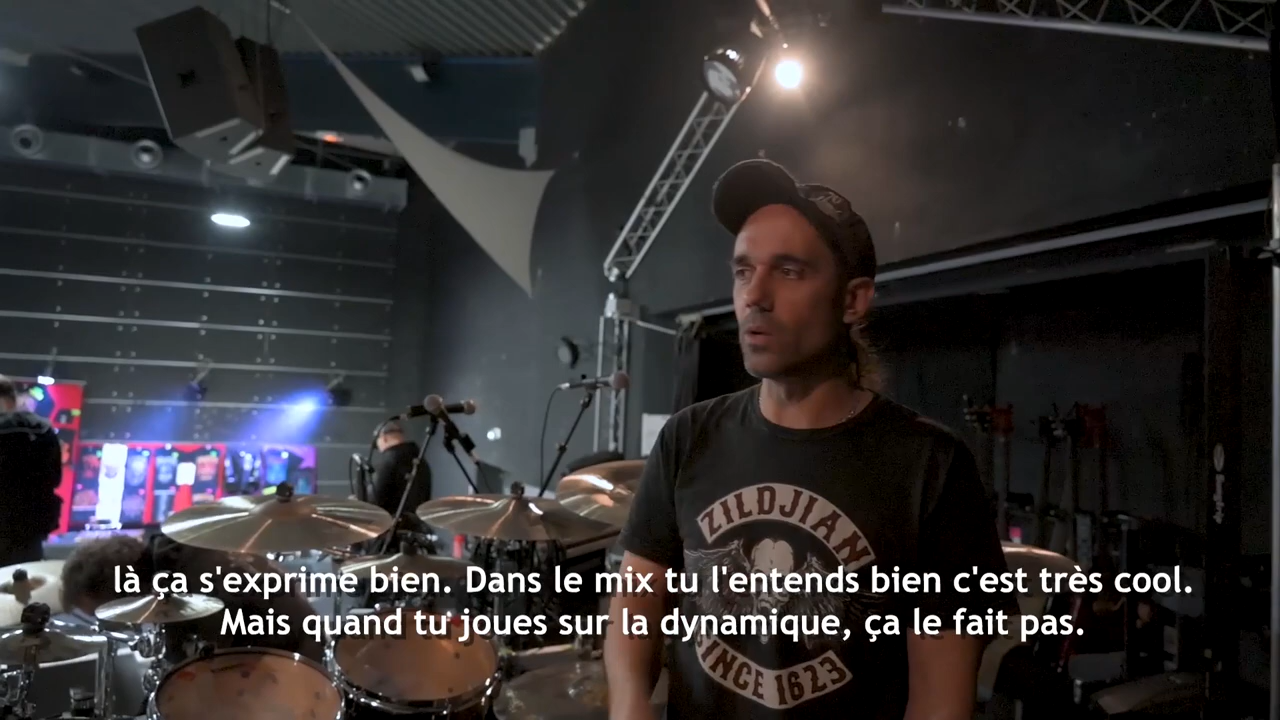 ZILDJIAN
là ça s'exprime bien. Dans le mix tu l'entends bien c'est très cool.
Mais quand tu joues sur la dynamique, ça le fait pas.
SINCE 1623